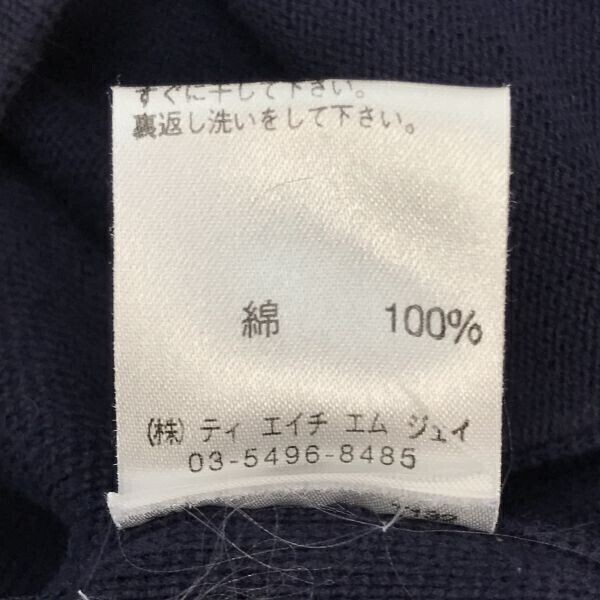 すぐに干して下さい。
裏返し洗いをして下さい。
綿 100%
(株) ティ エイチ エム ジェイ
03-5496-8485